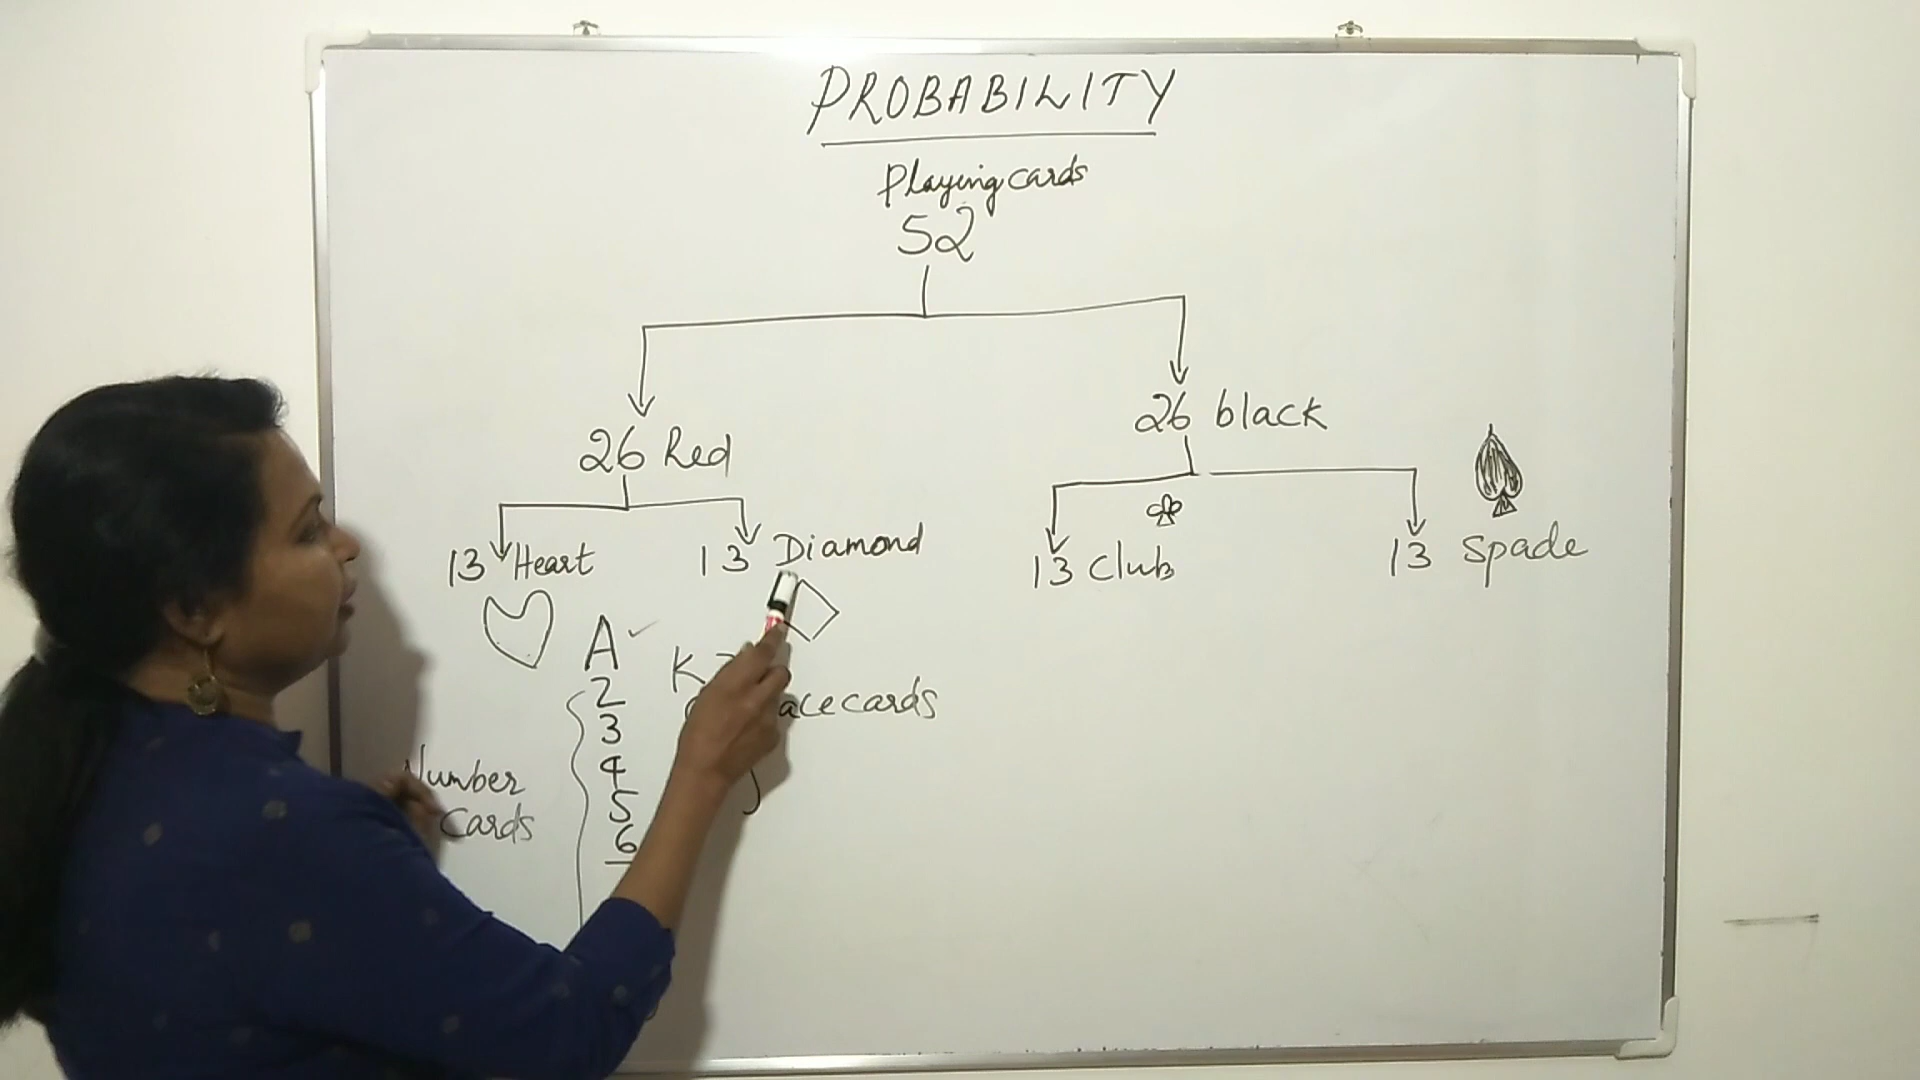 PROBABILITY
Playing cards
52
26 Red
26 black
13 Heart
13 Diamond
13 Club
13 Spade
A
K
2
3
acecards
4
Number
5
Cards
6